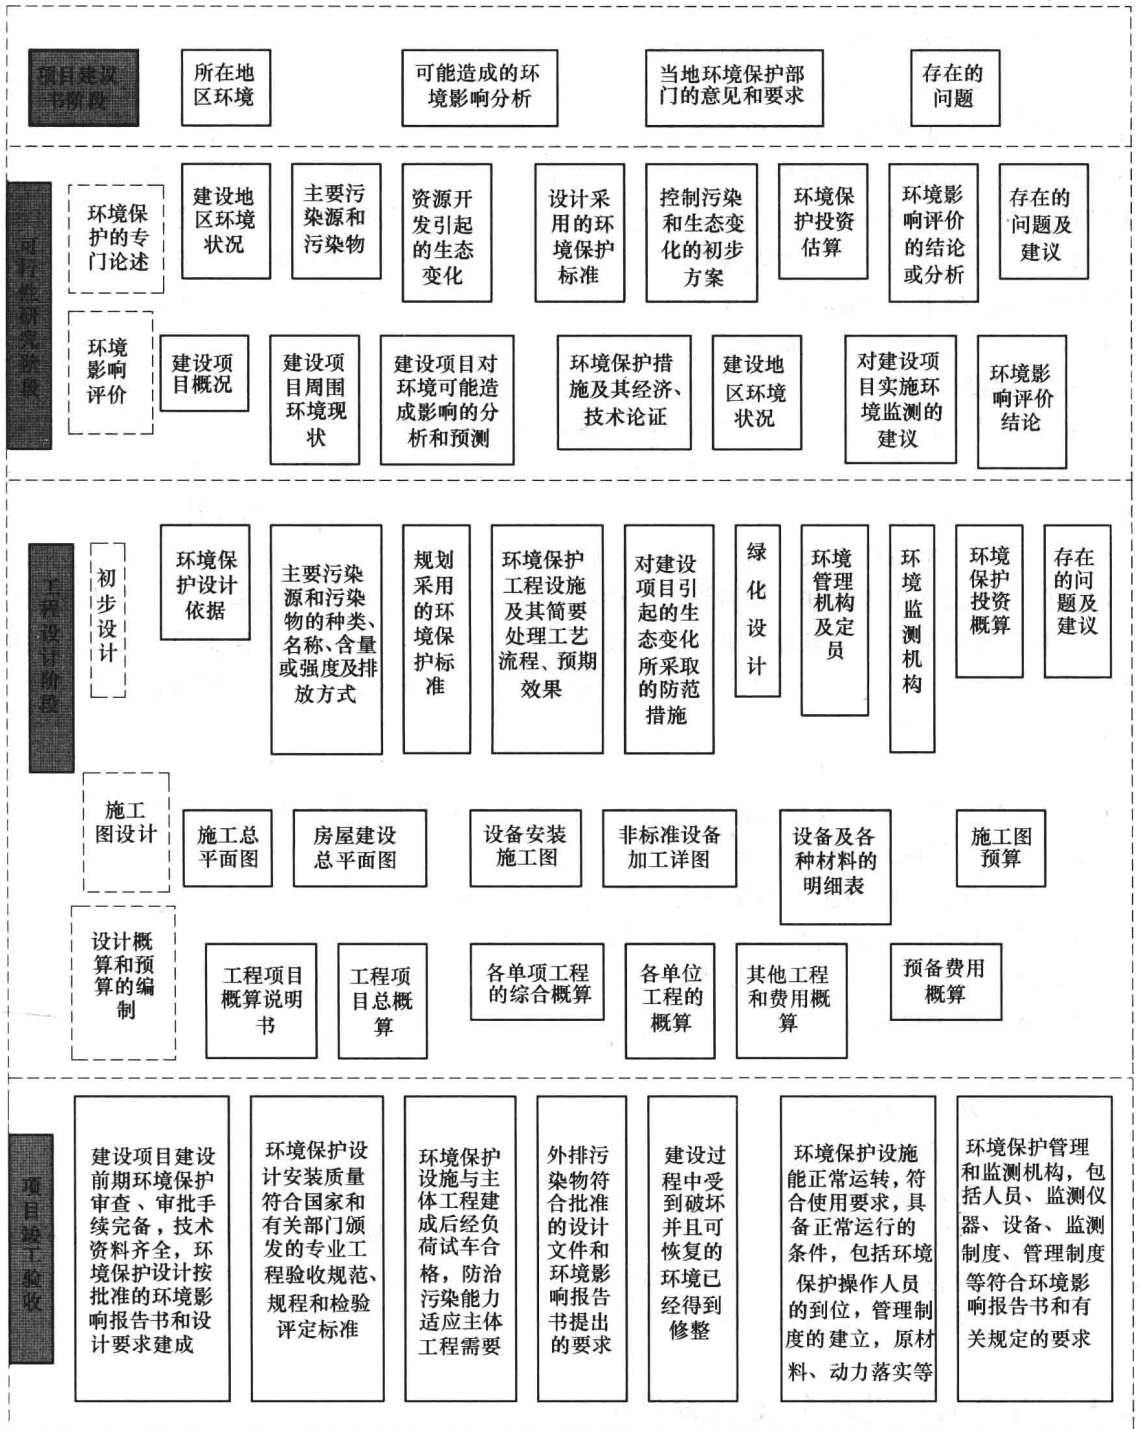 项目建议
书阶段
所在地
区环境
可能造成的环
境影响分析
当地环境保护部
门的意见和要求
存在的
问题
可行性研究阶段
环境保
护的专
门论述
建设地
区环境
状况
主要污
染源和
污染物
资源开
发引起
的生态
变化
设计采
用的环
境保护
标准
控制污染
和生态变
化的初步
方案
环境保
护投资
估算
环境影
响评价
的结论
或分析
存在的
问题及
建议
环境
影响
评价
建设项
目概况
建设项
目周围
环境现
状
建设项目对
环境可能造
成影响的分
析和预测
环境保护措
施及其经济、
技术论证
建设地
区环境
状况
对建设项
目实施环
境监测的
建议
环境影
响评价
结论
工程设计阶段
初步设计
环境保
护设计
依据
主要污染
源和污染
物的种类、
名称、含量
或强度及排
放方式
规划
采用
的环
境保
护标
准
环境保护
工程设施
及其简要
处理工艺
流程、预期
效果
对建设
项目引
起的生
态变化
所采取
的防范
措施
绿化设计
环境
管理
机构
及定
员
环境监测机构
环境
保护
投资
概算
存在
的问
题及
建议
施工
图设计
施工总
平面图
房屋建设
总平面图
设备安装
施工图
非标准设备
加工详图
设备及各
种材料的
明细表
施工图
预算
设计概
算和预
算的编
制
工程项目
概算说明
书
工程项
目总概
算
各单项工程
的综合概算
各单位
工程的
概算
其他工程
和费用概
算
预备费用
概算
项目竣工验收
建设项目建设
前期环境保护
审查、审批手
续完备，技术
资料齐全，环
境保护设计按
批准的环境影
响报告书和设
计要求建成
环境保护设
计安装质量
符合国家和
有关部门颁
发的专业工
程验收规范、
规程和检验
评定标准
环境保护
设施与主
体工程建
成后经负
荷试车合
格，防治
污染能力
适应主体
工程需要
外排污
染物符
合批准
的设计
文件和
环境影
响报告
书提出
的要求
建设过
程中受
到破坏
并且可
恢复的
环境已
经得到
修整
环境保护设施
能正常运转，符
合使用要求，具
备正常运行的
条件，包括环境
保护操作人员
的到位，管理制
度的建立，原材
料、动力落实等
环境保护管理
和监测机构，包
括人员、监测仪
器、设备、监测
制度、管理制度
等符合环境影
响报告书和有
关规定的要求